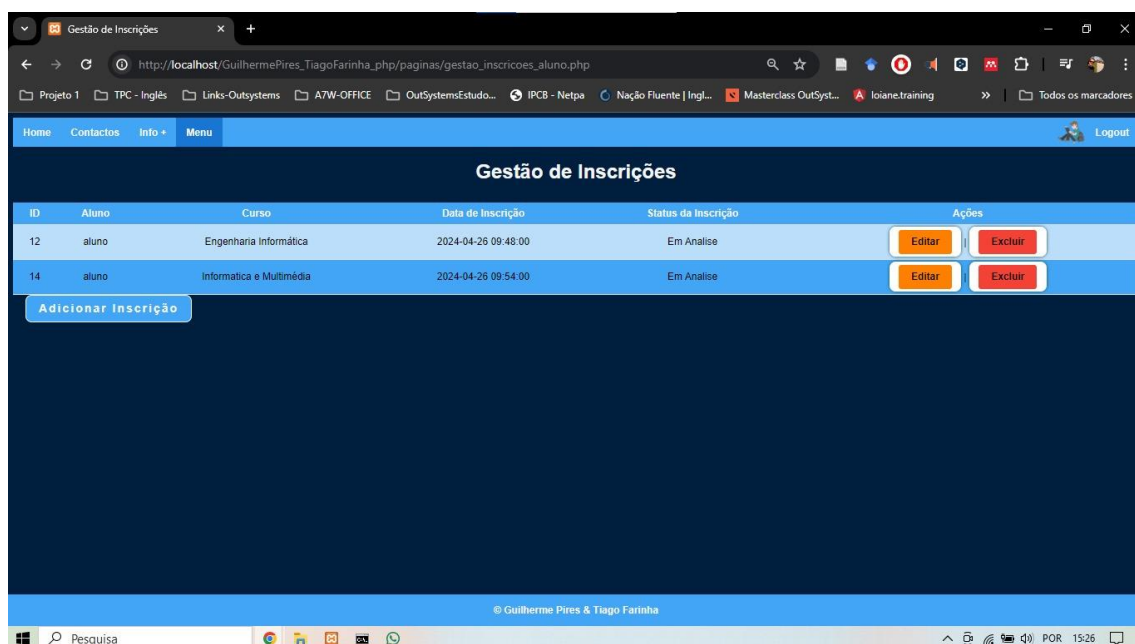 Gestão de Inscrições
http://localhost/GuilhermePires_TiagoFarinha_php/paginas/gestao_inscricoes_aluno.php
Projeto 1 TPC - Inglês Links-Outsystems A7W-OFFICE OutSystemsEstudo... IPCB - Netpa Nação Fluente | Ingl... Masterclass OutSyst... loiane.training » Todos os marcadores
Home Contactos Info + Menu Logout
Gestão de Inscrições
ID Aluno Curso Data de Inscrição Status da Inscrição Ações
12 aluno Engenharia Informática 2024-04-26 09:48:00 Em Analise Editar | Excluir
14 aluno Informatica e Multimédia 2024-04-26 09:54:00 Em Analise Editar | Excluir
Adicionar Inscrição
© Guilherme Pires & Tiago Farinha
Pesquisa POR 15:26